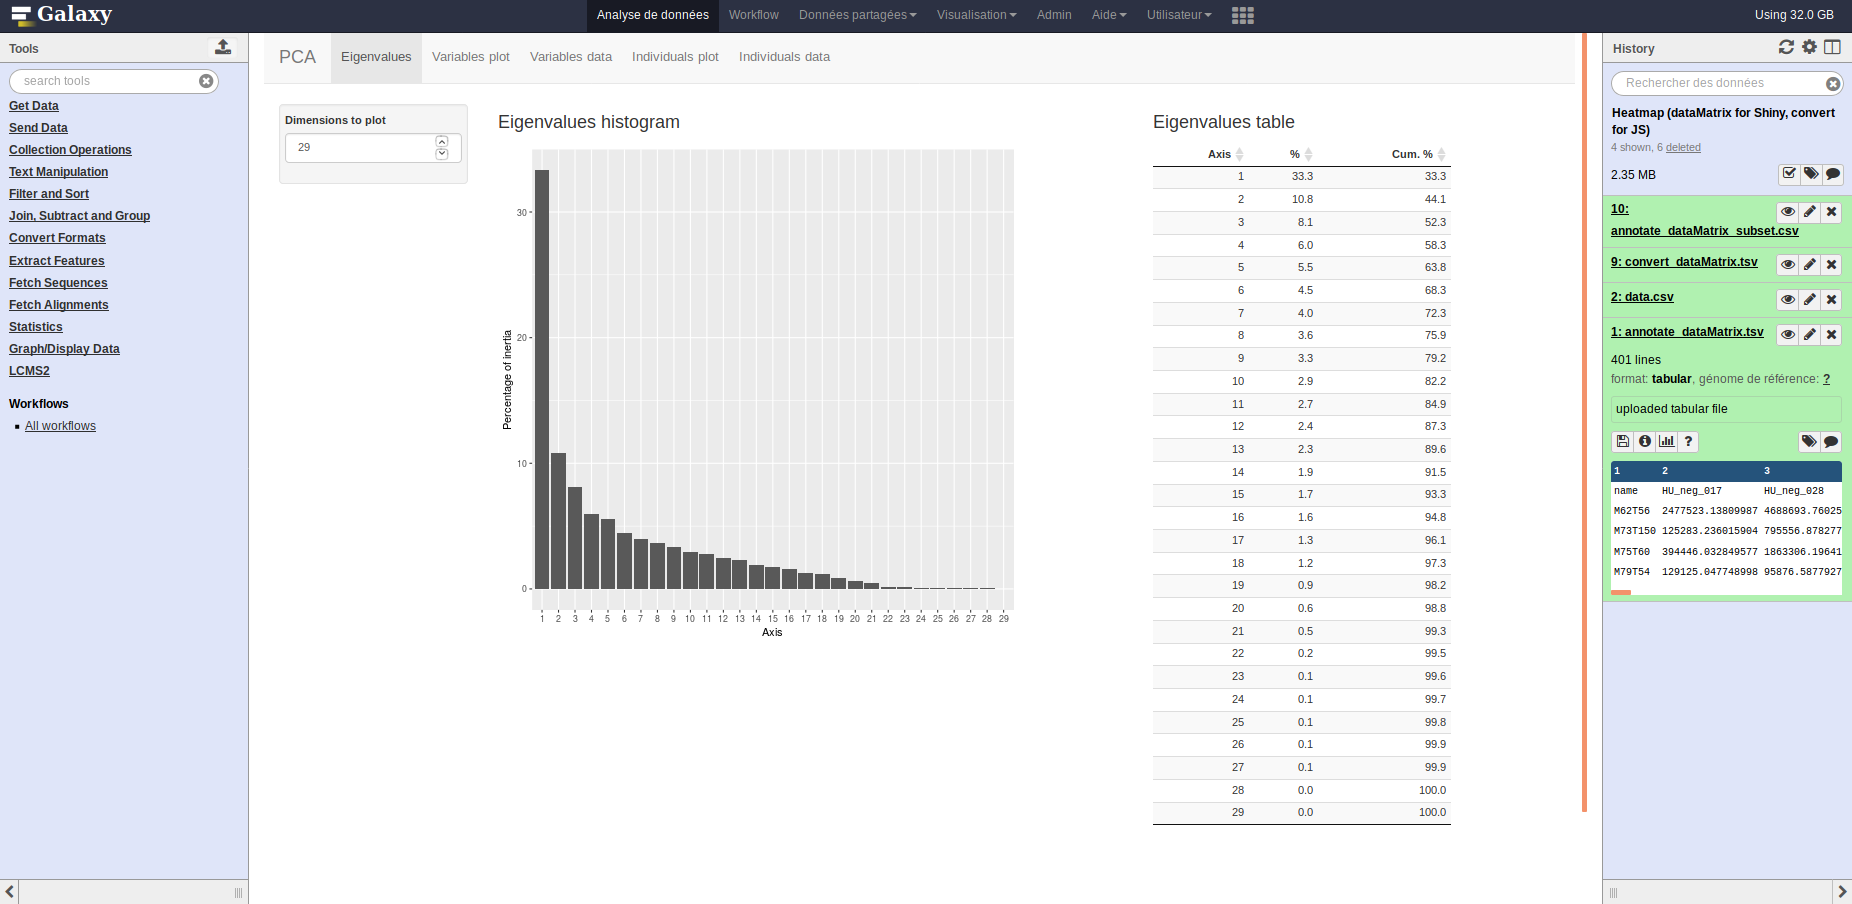 Galaxy
Analyse de données
Workflow
Données partagées
Visualisation
Admin
Aide
Utilisateur
Using 32.0 GB
Tools
search tools
Get Data
Send Data
Collection Operations
Text Manipulation
Filter and Sort
Join, Subtract and Group
Convert Formats
Extract Features
Fetch Sequences
Fetch Alignments
Statistics
Graph/Display Data
LCMS2
Workflows
All workflows
PCA
Eigenvalues
Variables plot
Variables data
Individuals plot
Individuals data
Dimensions to plot
29
Eigenvalues histogram
Percentage of inertia
30
20
10
0
1 2 3 4 5 6 7 8 9 10 11 12 13 14 15 16 17 18 19 20 21 22 23 24 25 26 27 28 29
Axis
Eigenvalues table
Axis % Cum. %
1 33.3 33.3
2 10.8 44.1
3 8.1 52.3
4 6.0 58.3
5 5.5 63.8
6 4.5 68.3
7 4.0 72.3
8 3.6 75.9
9 3.3 79.2
10 2.9 82.2
11 2.7 84.9
12 2.4 87.3
13 2.3 89.6
14 1.9 91.5
15 1.7 93.3
16 1.6 94.8
17 1.3 96.1
18 1.2 97.3
19 0.9 98.2
20 0.6 98.8
21 0.5 99.3
22 0.2 99.5
23 0.1 99.6
24 0.1 99.7
25 0.1 99.8
26 0.1 99.9
27 0.1 99.9
28 0.0 100.0
29 0.0 100.0
History
Rechercher des données
Heatmap (dataMatrix for Shiny, convert
for JS)
4 shown, 6 deleted
2.35 MB
10:
annotate_dataMatrix_subset.csv
9: convert_dataMatrix.tsv
2: data.csv
1: annotate_dataMatrix.tsv
401 lines
format: tabular, génome de référence: ?
uploaded tabular file
?
1 2 3
name HU_neg_017 HU_neg_028
M62T56 2477523.13809987 4688693.76025
M73T150 125283.236015904 795556.878277
M75T60 394446.032849577 1863306.19641
M79T54 129125.047748998 95876.5877927